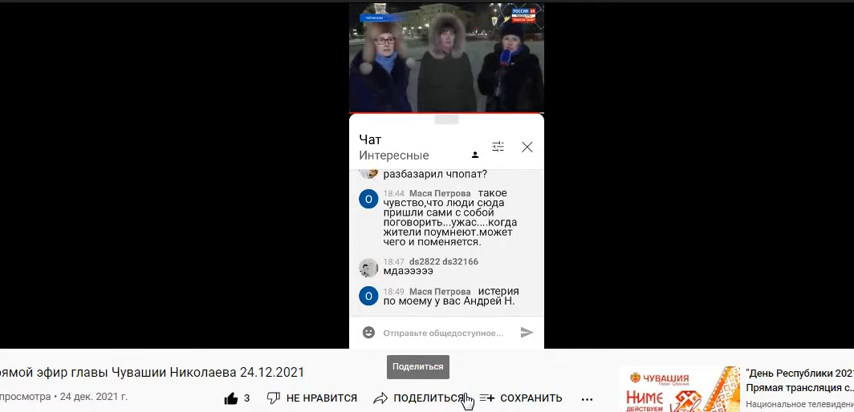 РОССИЯ 24
Чат
Интересные
разбазарил чпопат?
18:44 Мася Петрова такое
чувство,что люди сюда
пришли сами с собой
поговорить...ужас....когда
жители поумнеют.может
чего и поменяется.
18:47 ds2822 ds32166
мдаэээээ
18:49 Мася Петрова истерия
по моему у вас Андрей Н.
Отправьте общедоступное...
Поделиться
рямой эфир главы Чувашии Николаева 24.12.2021
просмотра • 24 дек. 2021 г.
3 НЕ НРАВИТСЯ ПОДЕЛИТЬСЯ СОХРАНИТЬ ...
ЧУВАШИЯ
НИМЕ
ДЕЙСТВУЕМ
"День Республики 202
Прямая трансляция с...
Национальное телевиден